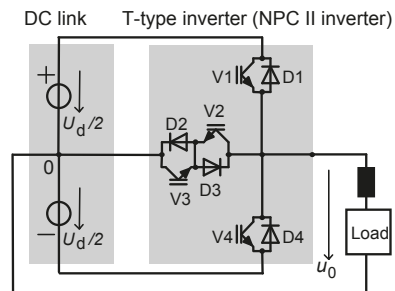 DC link
T-type inverter (NPC II inverter)
V1
D1
+
U_d/2
D2
V2
0
D3
V3
−
U_d/2
V4
D4
u_0
Load